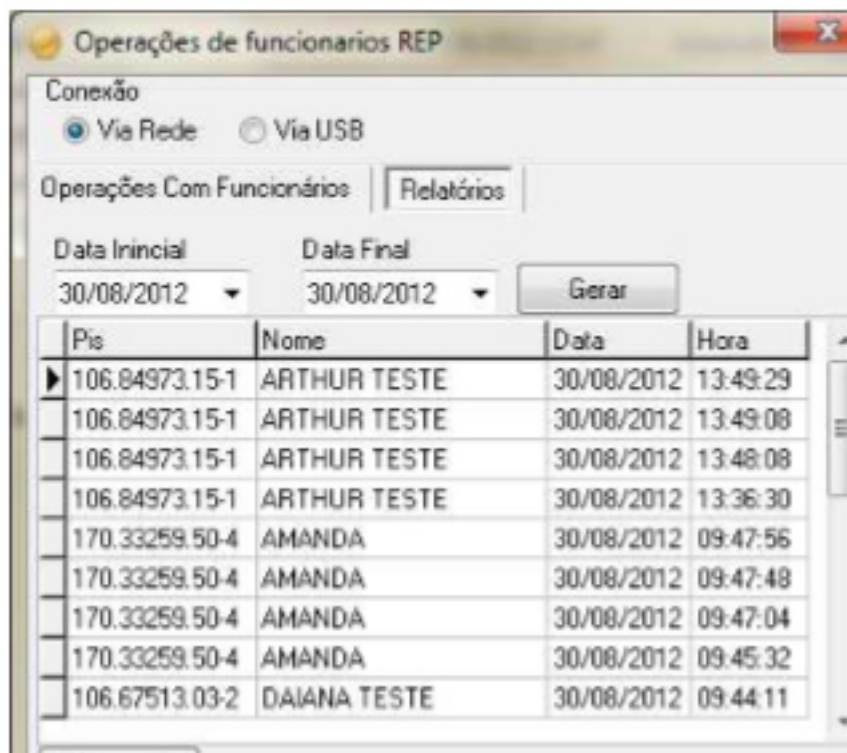 Operações de funcionarios REP
Conexão
Via Rede Via USB
Operações Com Funcionários Relatórios
Data Inincial Data Final
30/08/2012 30/08/2012 Gerar
Pis Nome Data Hora
106.84973.15-1 ARTHUR TESTE 30/08/2012 13:49:29
106.84973.15-1 ARTHUR TESTE 30/08/2012 13:49:08
106.84973.15-1 ARTHUR TESTE 30/08/2012 13:48:08
106.84973.15-1 ARTHUR TESTE 30/08/2012 13:36:30
170.33259.50-4 AMANDA 30/08/2012 09:47:56
170.33259.50-4 AMANDA 30/08/2012 09:47:48
170.33259.50-4 AMANDA 30/08/2012 09:47:04
170.33259.50-4 AMANDA 30/08/2012 09:45:32
106.67513.03-2 DAIANA TESTE 30/08/2012 09:44:11